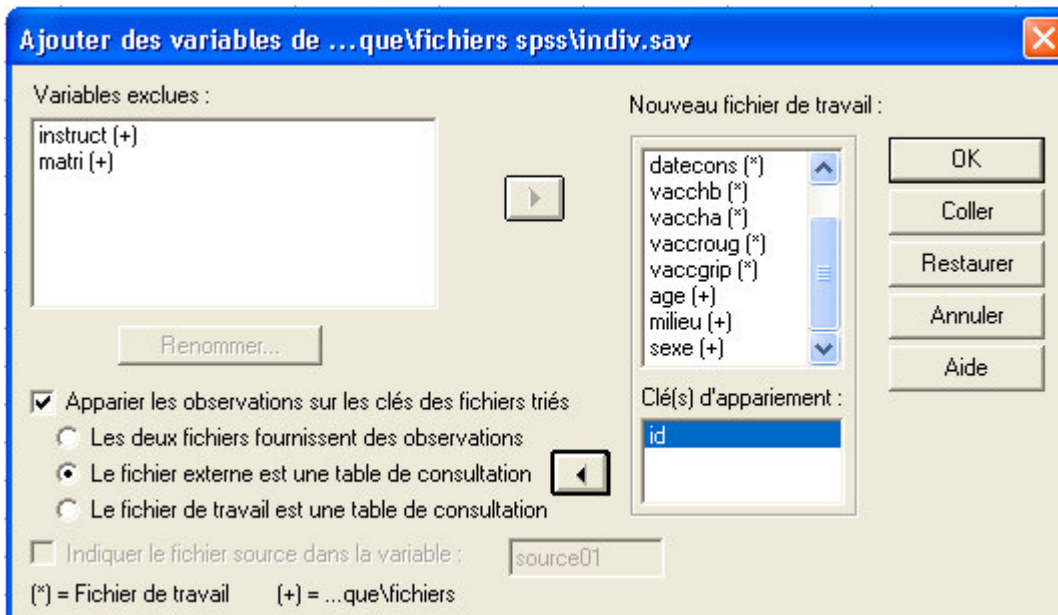 Ajouter des variables de ...que\fichiers spss\indiv.sav
Variables exclues :
instruct (+)
matri (+)
Renommer...
Nouveau fichier de travail :
datecons (*)
vacchb (*)
vaccha (*)
vaccroug (*)
vaccgrip (*)
age (+)
milieu (+)
sexe (+)
OK
Coller
Restaurer
Annuler
Aide
Apparier les observations sur les clés des fichiers triés
Les deux fichiers fournissent des observations
Le fichier externe est une table de consultation
Le fichier de travail est une table de consultation
Clé(s) d'appariement :
id
Indiquer le fichier source dans la variable :
source01
(*) = Fichier de travail (+) = ...que\fichiers